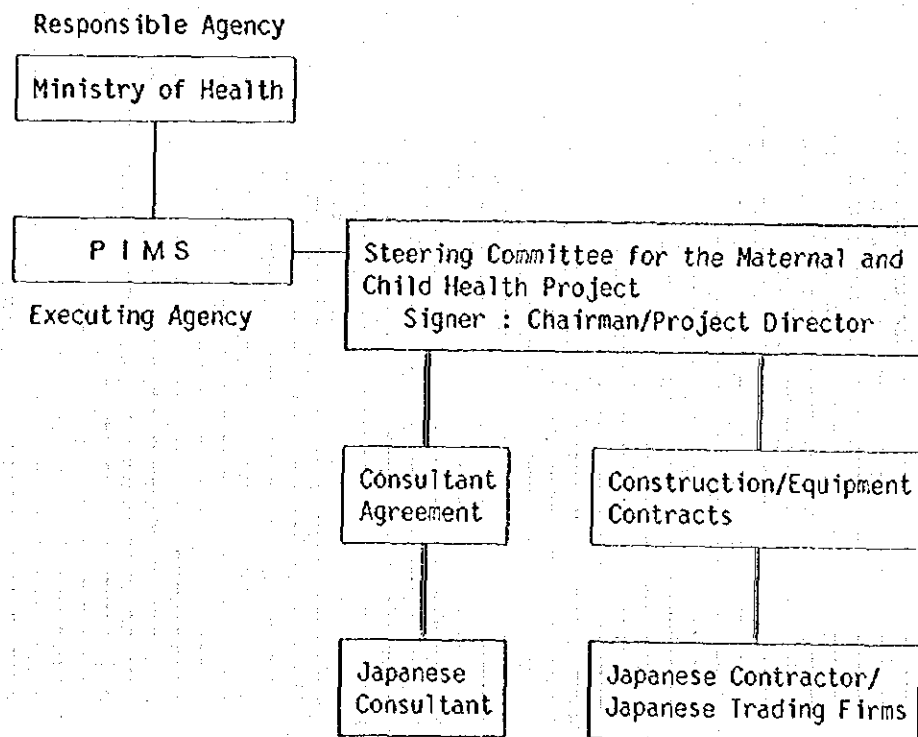 Responsible Agency
Ministry of Health
PIMS
Executing Agency
Steering Committee for the Maternal and
Child Health Project
Signer : Chairman/Project Director
Consultant
Agreement
Construction/Equipment
Contracts
Japanese
Consultant
Japanese Contractor/
Japanese Trading Firms